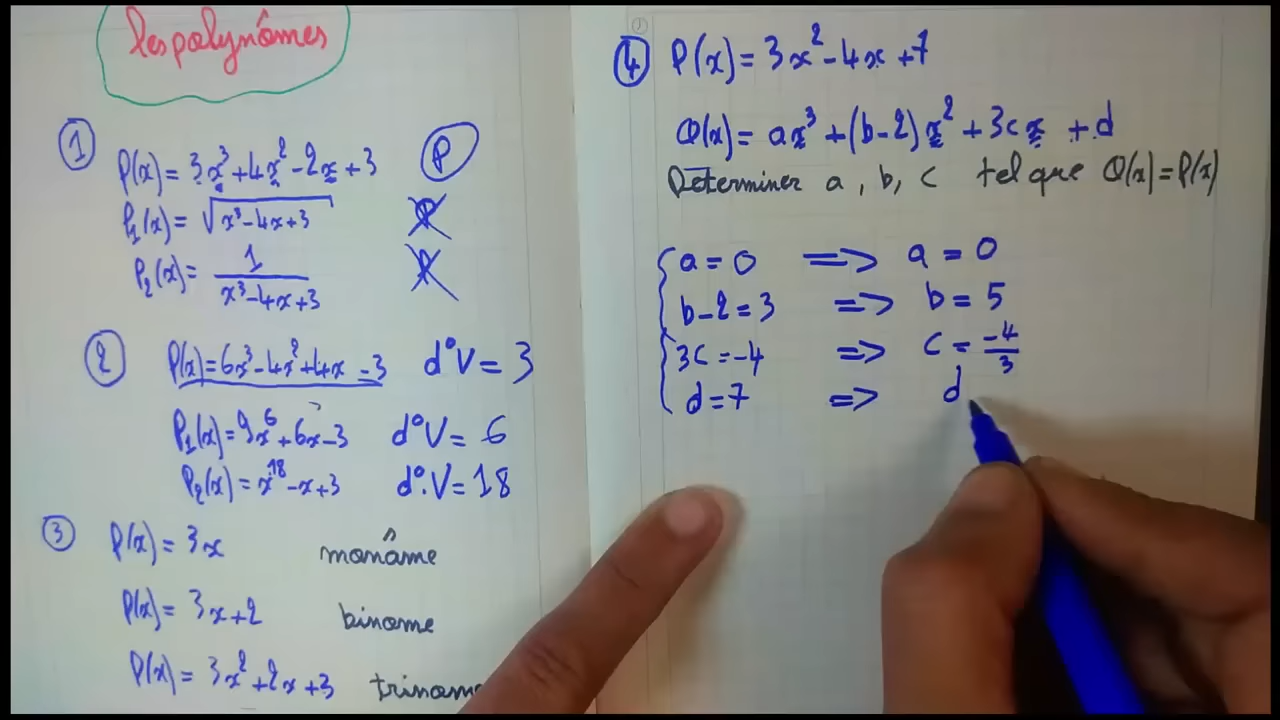 les polynômes
① P(x) = 3x³ + 4x² - 2x + 3 P
P₁(x) = √(x³ - 4x + 3) P
P₂(x) = 1/(x³ - 4x + 3) P
② P(x) = 6x³ - 4x² + 4x - 3 d°V = 3
P₁(x) = 9x⁶ + 6x - 3 d°V = 6
P₂(x) = x¹⁸ - x + 3 d°.V = 18
③ P(x) = 3x monôme
P(x) = 3x + 2 binome
P(x) = 3x² + 2x + 3 trinome
④ P(x) = 3x² - 4x + 7
Q(x) = ax³ + (b - 2)x² + 3cx + d
Determiner a, b, c tel que Q(x) = P(x)
a = 0 => a = 0
b - 2 = 3 => b = 5
3c = -4 => c = -4/3
d = 7 => d